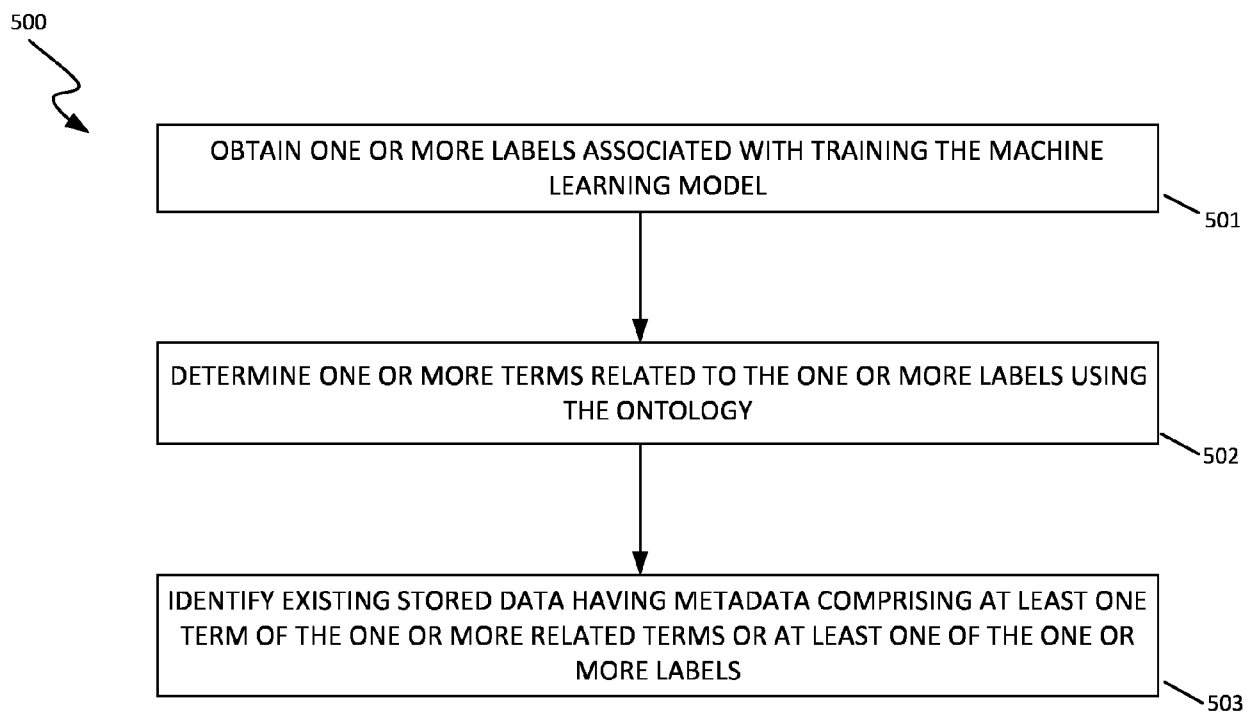 500
OBTAIN ONE OR MORE LABELS ASSOCIATED WITH TRAINING THE MACHINE
LEARNING MODEL
501
DETERMINE ONE OR MORE TERMS RELATED TO THE ONE OR MORE LABELS USING
THE ONTOLOGY
502
IDENTIFY EXISTING STORED DATA HAVING METADATA COMPRISING AT LEAST ONE
TERM OF THE ONE OR MORE RELATED TERMS OR AT LEAST ONE OF THE ONE OR
MORE LABELS
503